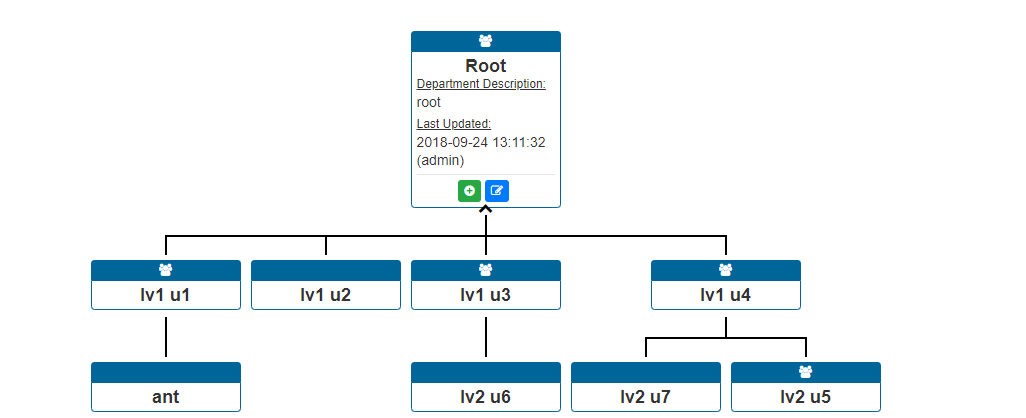 Root
Department Description:
root
Last Updated:
2018-09-24 13:11:32
(admin)
lv1 u1
lv1 u2
lv1 u3
lv1 u4
ant
lv2 u6
lv2 u7
lv2 u5